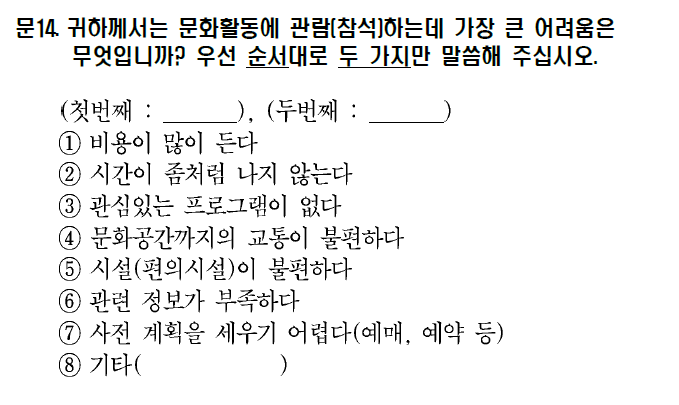 문14. 귀하께서는 문화활동에 관람(참석)하는데 가장 큰 어려움은
무엇입니까? 우선 순서대로 두 가지만 말씀해 주십시오.
(첫번째 : ______), (두번째 : ______)
① 비용이 많이 든다
② 시간이 좀처럼 나지 않는다
③ 관심있는 프로그램이 없다
④ 문화공간까지의 교통이 불편하다
⑤ 시설(편의시설)이 불편하다
⑥ 관련 정보가 부족하다
⑦ 사전 계획을 세우기 어렵다(예매, 예약 등)
⑧ 기타( )